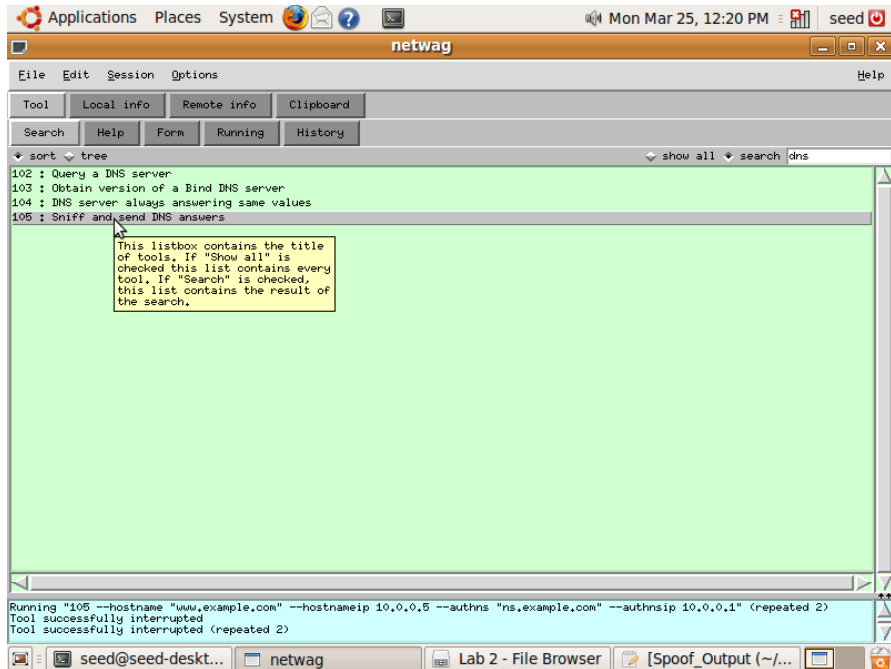 Applications Places System Mon Mar 25, 12:20 PM seed
netwag
File Edit Session Options Help
Tool Local info Remote info Clipboard
Search Help Form Running History
sort tree show all search dns
102 : Query a DNS server
103 : Obtain version of a Bind DNS server
104 : DNS server always answering same values
105 : Sniff and send DNS answers
This listbox contains the title
of tools. If "Show all" is
checked this list contains every
tool. If "Search" is checked,
this list contains the result of
the search.
Running "105 --hostname "www.example.com" --hostnameip 10.0.0.5 --authns "ns.example.com" --authnsip 10.0.0.1" (repeated 2)
Tool successfully interrupted
Tool successfully interrupted (repeated 2)
seed@seed-deskt... netwag Lab 2 - File Browser [Spoof_Output (~/...